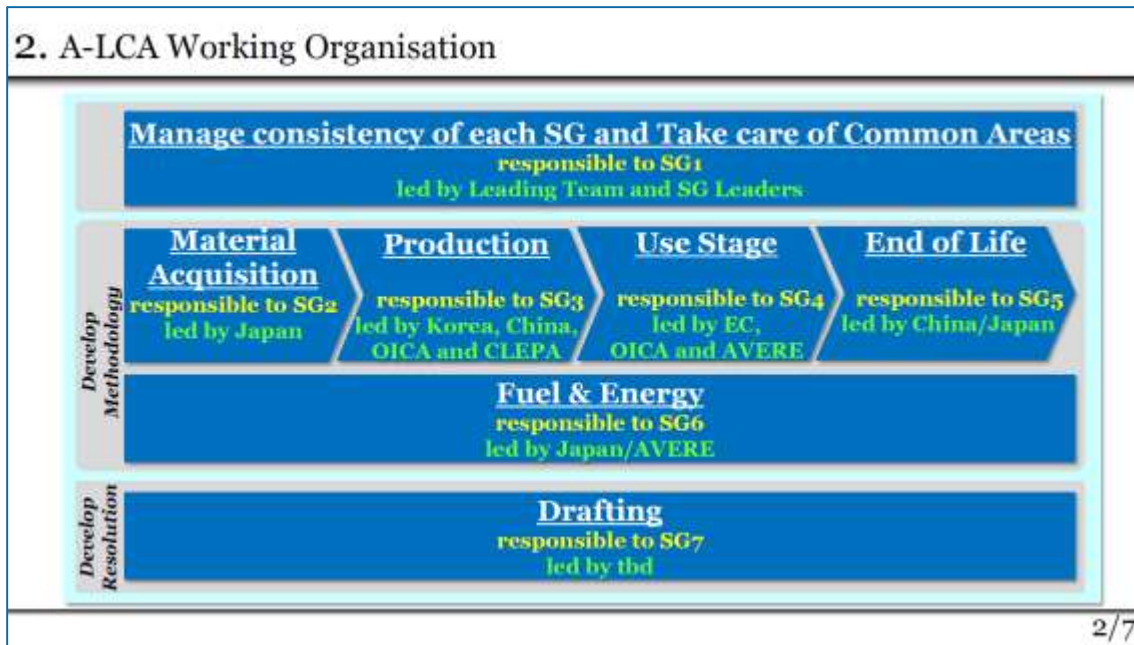 2. A-LCA Working Organisation
Manage consistency of each SG and Take care of Common Areas
responsible to SG1
led by Leading Team and SG Leaders
Develop
Methodology
Material
Acquisition
responsible to SG2
led by Japan
Production
responsible to SG3
led by Korea, China,
OICA and CLEPA
Use Stage
responsible to SG4
led by EC,
OICA and AVERE
End of Life
responsible to SG5
led by China/Japan
Fuel & Energy
responsible to SG6
led by Japan/AVERE
Develop
Resolution
Drafting
responsible to SG7
led by tbd
2/7